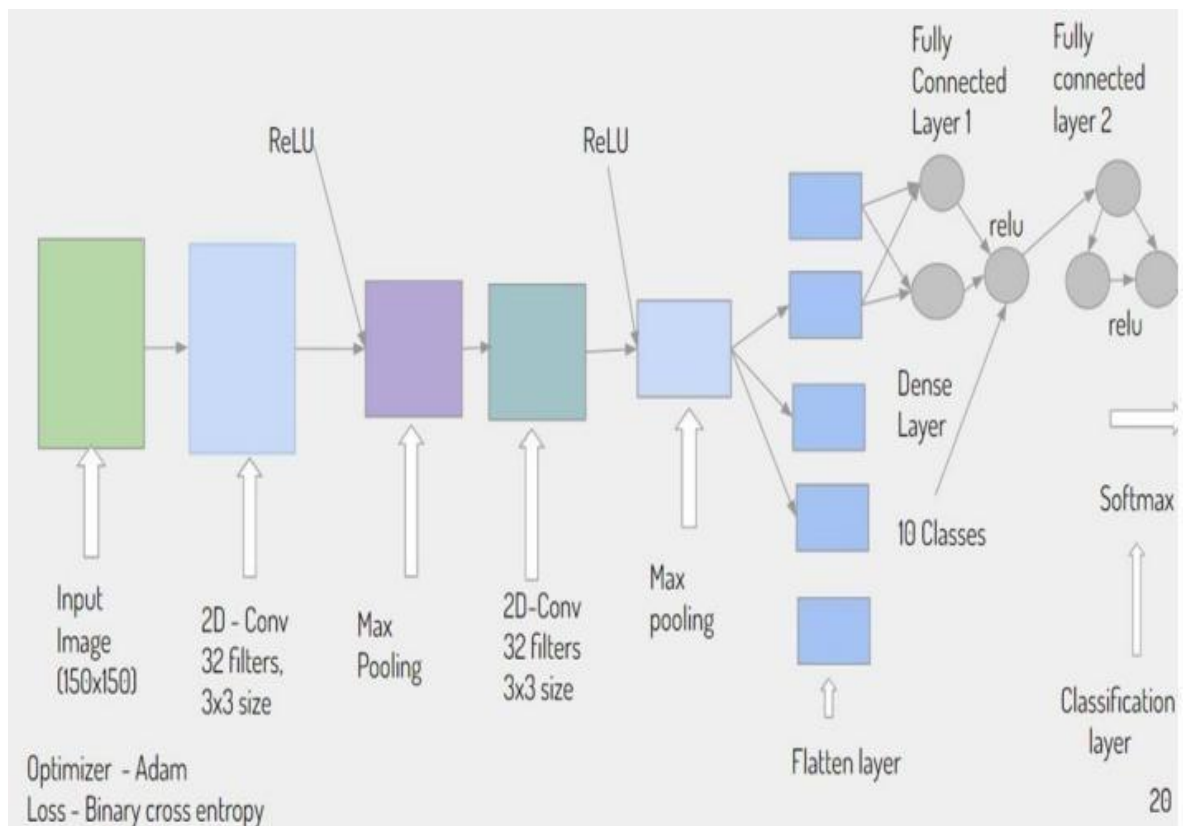 Fully
Connected
Layer 1
Fully
connected
layer 2
ReLU
ReLU
relu
relu
Dense
Layer
10 Classes
Softmax
Input
Image
(150x150)
2D - Conv
32 filters,
3x3 size
Max
Pooling
2D-Conv
32 filters
3x3 size
Max
pooling
Flatten layer
Classification
layer
Optimizer - Adam
Loss - Binary cross entropy
20